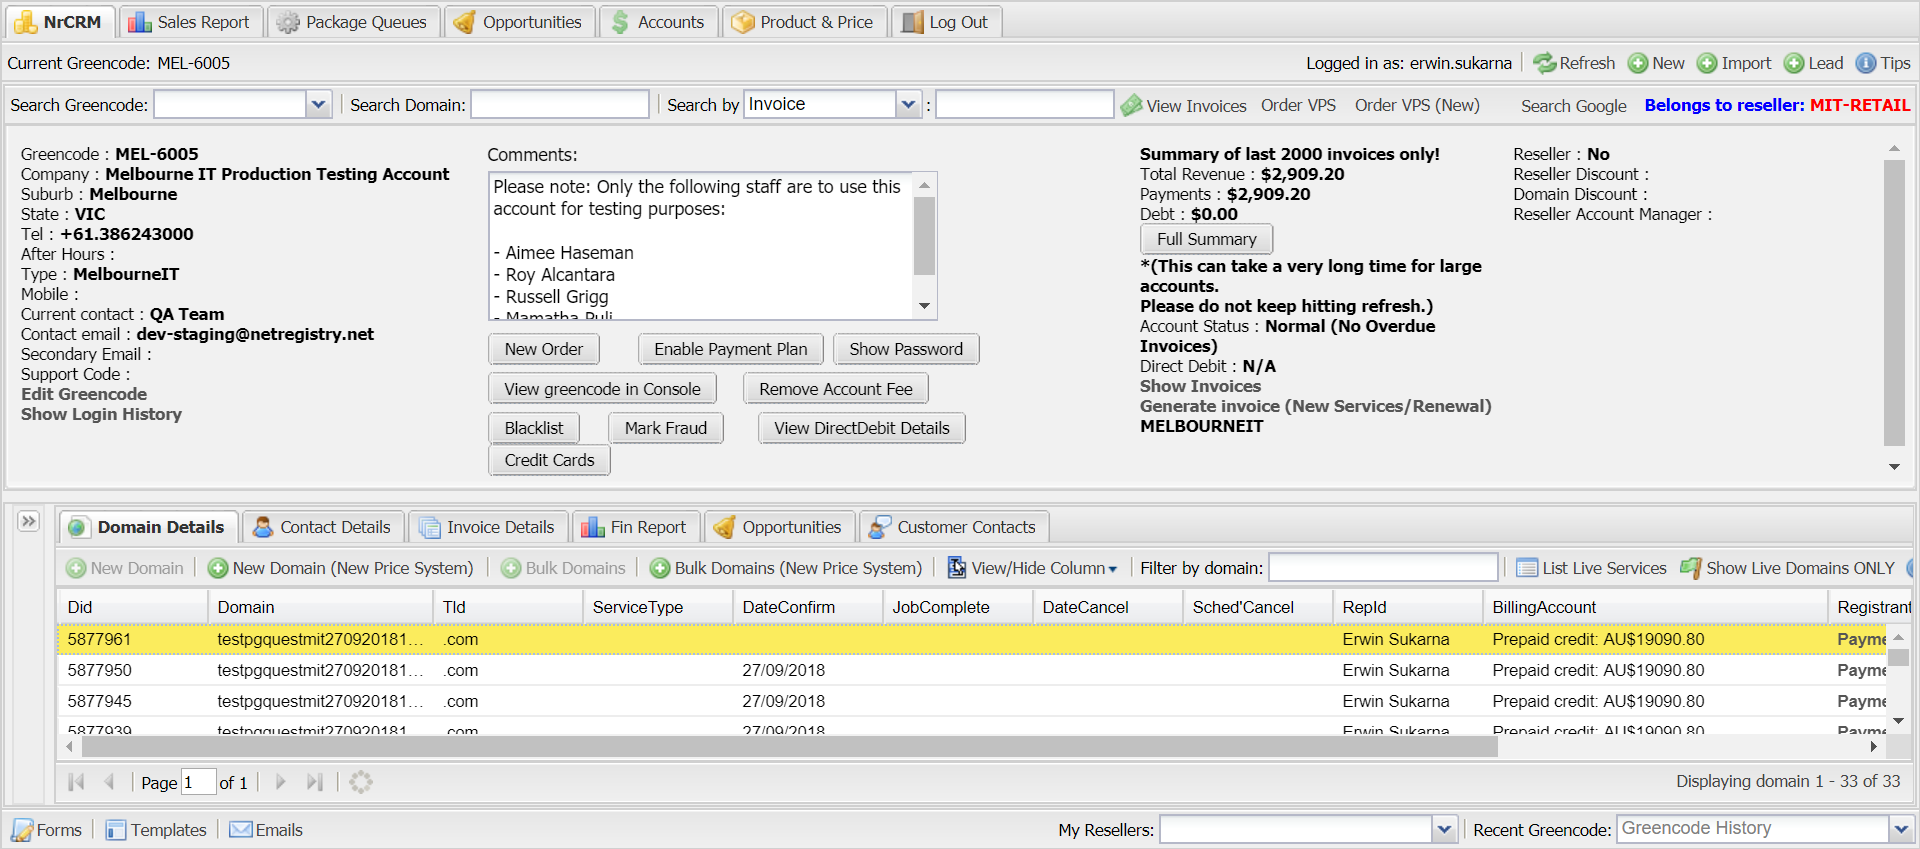 NrCRM Sales Report Package Queues Opportunities Accounts Product & Price Log Out
Current Greencode: MEL-6005 Logged in as: erwin.sukarna Refresh New Import Lead Tips
Search Greencode: Search Domain: Search by Invoice : View Invoices Order VPS Order VPS (New) Search Google Belongs to reseller: MIT-RETAIL
Greencode : MEL-6005
Company : Melbourne IT Production Testing Account
Suburb : Melbourne
State : VIC
Tel : +61.386243000
After Hours :
Type : MelbourneIT
Mobile :
Current contact : QA Team
Contact email : dev-staging@netregistry.net
Secondary Email :
Support Code :
Edit Greencode
Show Login History
Comments:
Please note: Only the following staff are to use this
account for testing purposes:
- Aimee Haseman
- Roy Alcantara
- Russell Grigg
- Mamatha Puli
New Order Enable Payment Plan Show Password
View greencode in Console Remove Account Fee
Blacklist Mark Fraud View DirectDebit Details
Credit Cards
Summary of last 2000 invoices only!
Total Revenue : $2,909.20
Payments : $2,909.20
Debt : $0.00
Full Summary
*(This can take a very long time for large
accounts.
Please do not keep hitting refresh.)
Account Status : Normal (No Overdue
Invoices)
Direct Debit : N/A
Show Invoices
Generate invoice (New Services/Renewal)
MELBOURNEIT
Reseller : No
Reseller Discount :
Domain Discount :
Reseller Account Manager :
Domain Details Contact Details Invoice Details Fin Report Opportunities Customer Contacts
New Domain New Domain (New Price System) Bulk Domains Bulk Domains (New Price System) View/Hide Column Filter by domain: List Live Services Show Live Domains ONLY
Did Domain Tld ServiceType DateConfirm JobComplete DateCancel Sched'Cancel RepId BillingAccount Registrant
5877961 testpgquestmit270920181... .com Erwin Sukarna Prepaid credit: AU$19090.80 Payme
5877950 testpgquestmit270920181... .com 27/09/2018 Erwin Sukarna Prepaid credit: AU$19090.80 Payme
5877945 testpgquestmit270920181... .com 27/09/2018 Erwin Sukarna Prepaid credit: AU$19090.80 Payme
5877939 testpgquestmit270920181... .com 27/09/2018 Erwin Sukarna Prepaid credit: AU$19090.80 Payme
Page 1 of 1 Displaying domain 1 - 33 of 33
Forms Templates Emails My Resellers: Recent Greencode: Greencode History